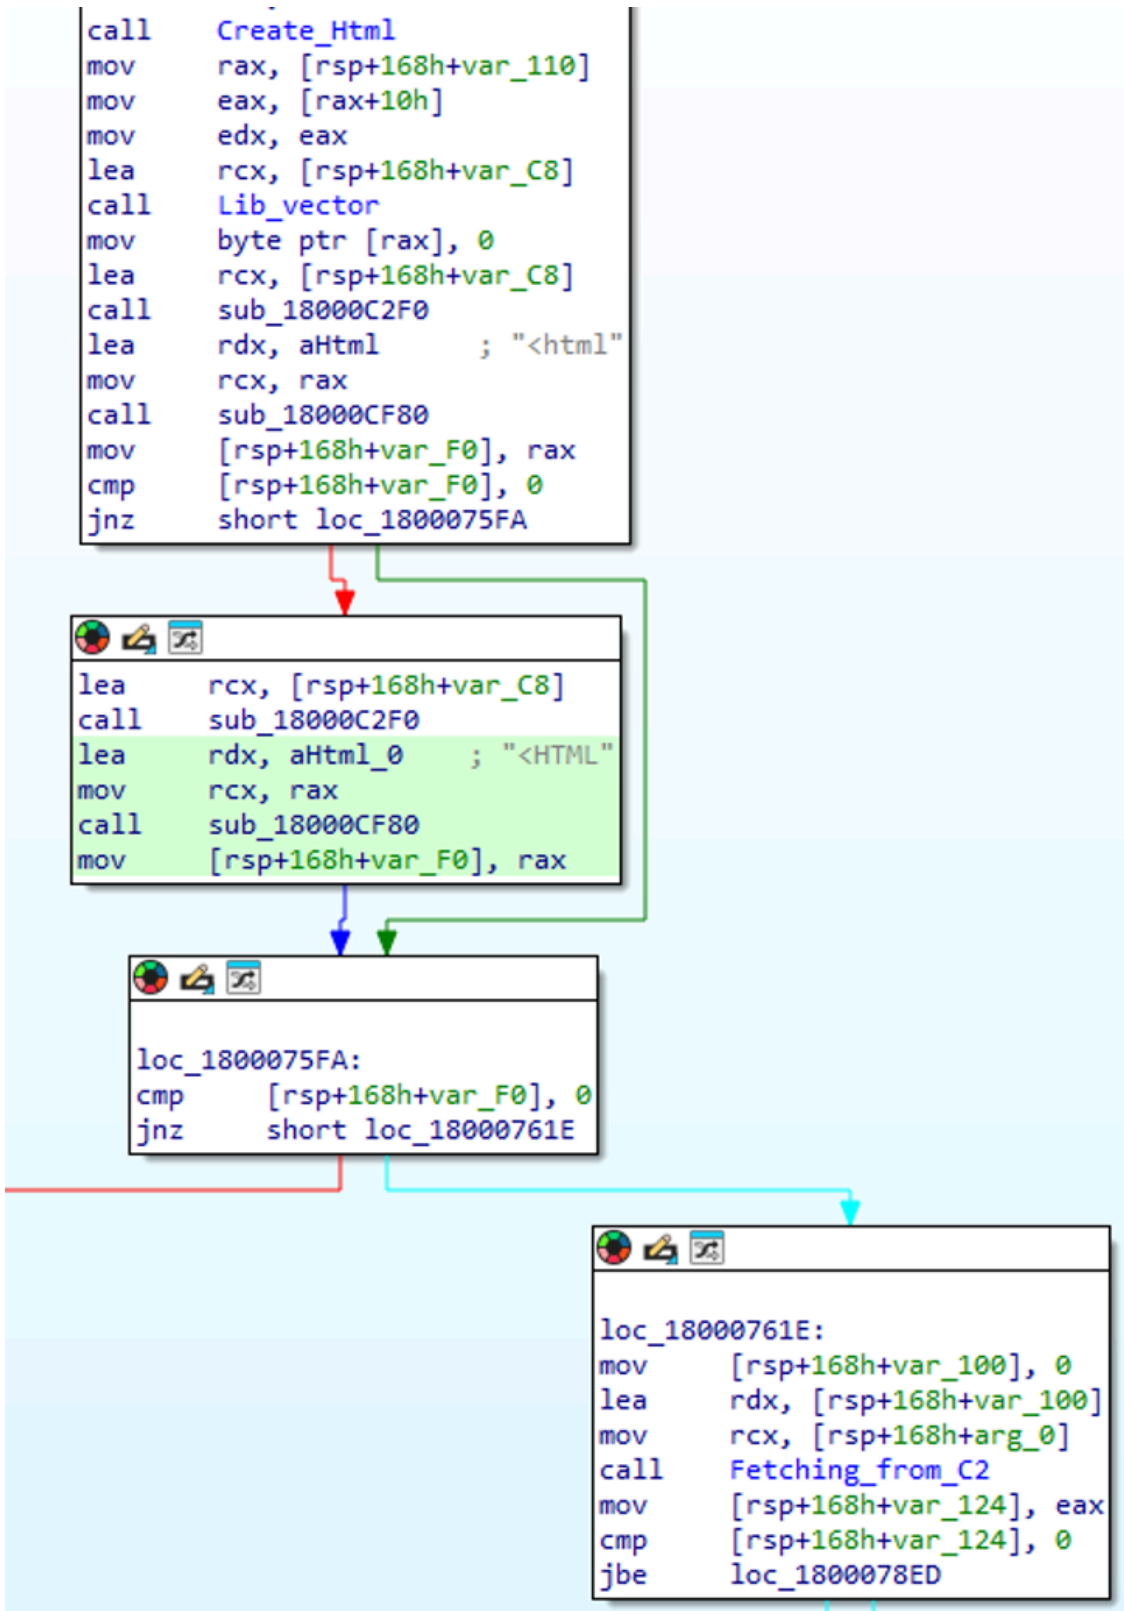 call Create_Html
mov rax, [rsp+168h+var_110]
mov eax, [rax+10h]
mov edx, eax
lea rcx, [rsp+168h+var_C8]
call Lib_vector
mov byte ptr [rax], 0
lea rcx, [rsp+168h+var_C8]
call sub_18000C2F0
lea rdx, aHtml ; "<html"
mov rcx, rax
call sub_18000CF80
mov [rsp+168h+var_F0], rax
cmp [rsp+168h+var_F0], 0
jnz short loc_1800075FA
lea rcx, [rsp+168h+var_C8]
call sub_18000C2F0
lea rdx, aHtml_0 ; "<HTML"
mov rcx, rax
call sub_18000CF80
mov [rsp+168h+var_F0], rax
loc_1800075FA:
cmp [rsp+168h+var_F0], 0
jnz short loc_18000761E
loc_18000761E:
mov [rsp+168h+var_100], 0
lea rdx, [rsp+168h+var_100]
mov rcx, [rsp+168h+arg_0]
call Fetching_from_C2
mov [rsp+168h+var_124], eax
cmp [rsp+168h+var_124], 0
jbe loc_1800078ED